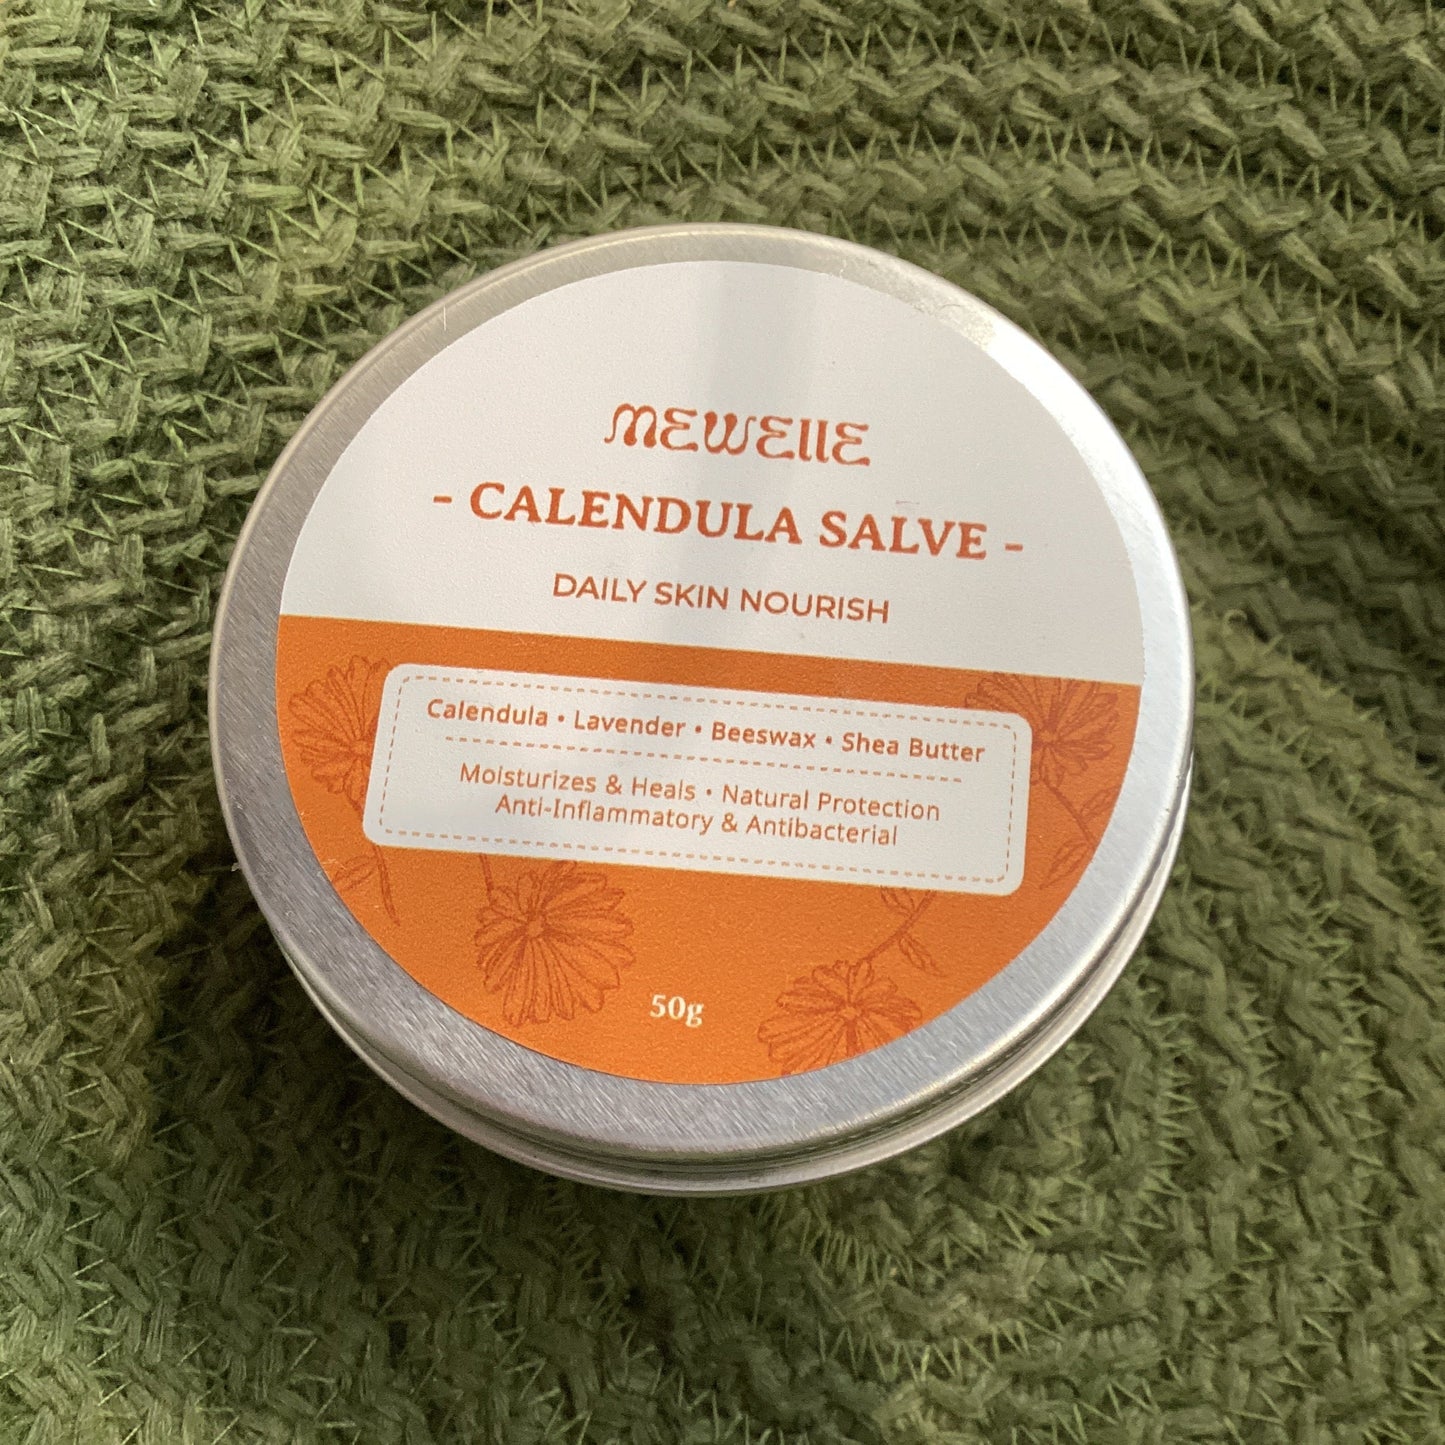 MEWELLE
- CALENDULA SALVE -
DAILY SKIN NOURISH
Calendula • Lavender • Beeswax • Shea Butter
Moisturizes & Heals • Natural Protection
Anti-Inflammatory & Antibacterial
50g